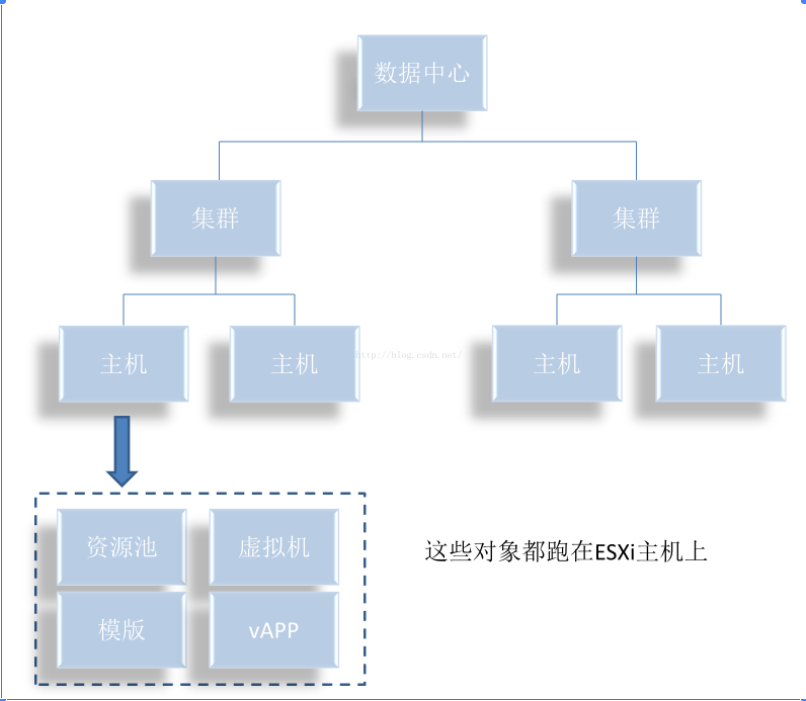 数据中心
集群
集群
主机
主机
http://blog.csdn.net/
主机
主机
资源池
虚拟机
这些对象都跑在ESXi主机上
模版
vAPP